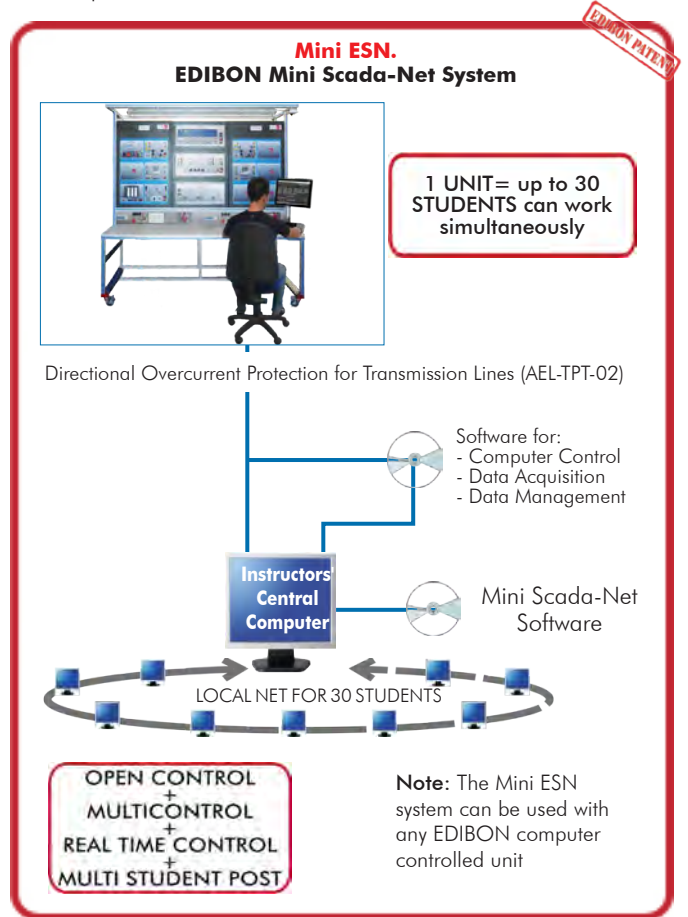 EDIBON PATENT
Mini ESN.
EDIBON Mini Scada-Net System
1 UNIT= up to 30
STUDENTS can work
simultaneously
Directional Overcurrent Protection for Transmission Lines (AEL-TPT-02)
Software for:
- Computer Control
- Data Acquisition
- Data Management
Instructors'
Central
Computer
Mini Scada-Net
Software
LOCAL NET FOR 30 STUDENTS
OPEN CONTROL
+
MULTICONTROL
+
REAL TIME CONTROL
+
MULTI STUDENT POST
Note: The Mini ESN
system can be used with
any EDIBON computer
controlled unit